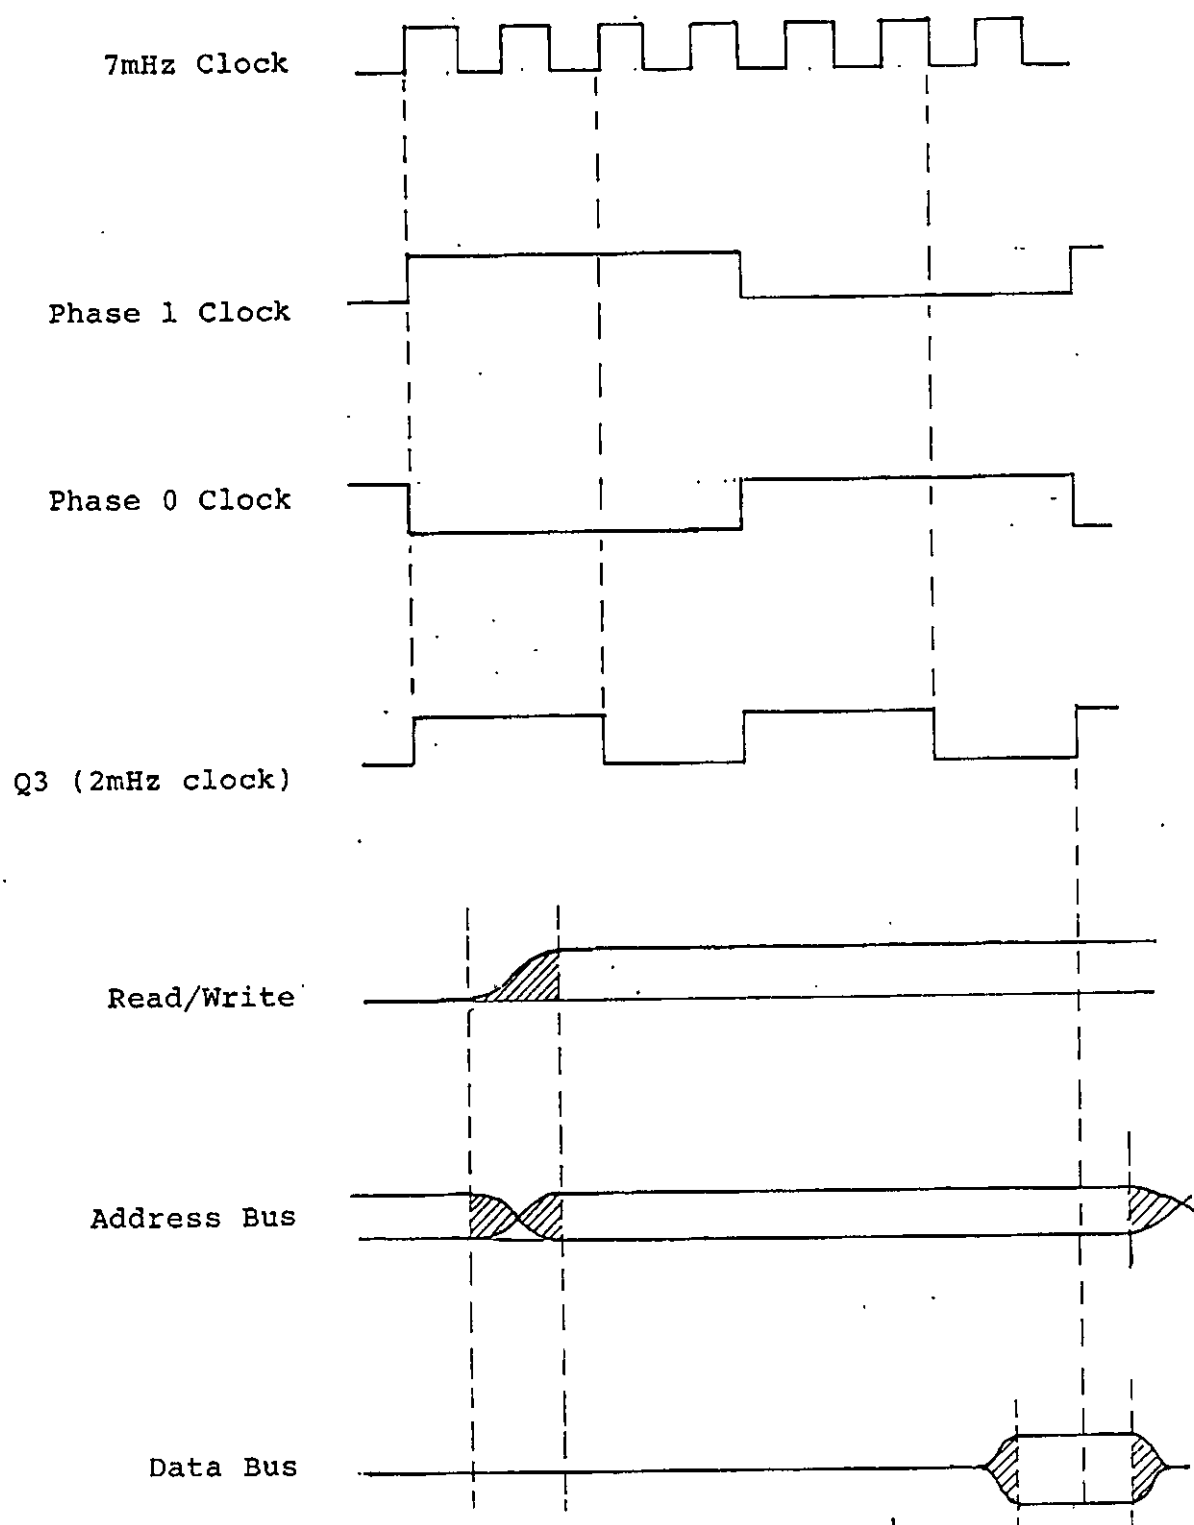 7mHz Clock
Phase 1 Clock
Phase 0 Clock
Q3 (2mHz clock)
Read/Write
Address Bus
Data Bus